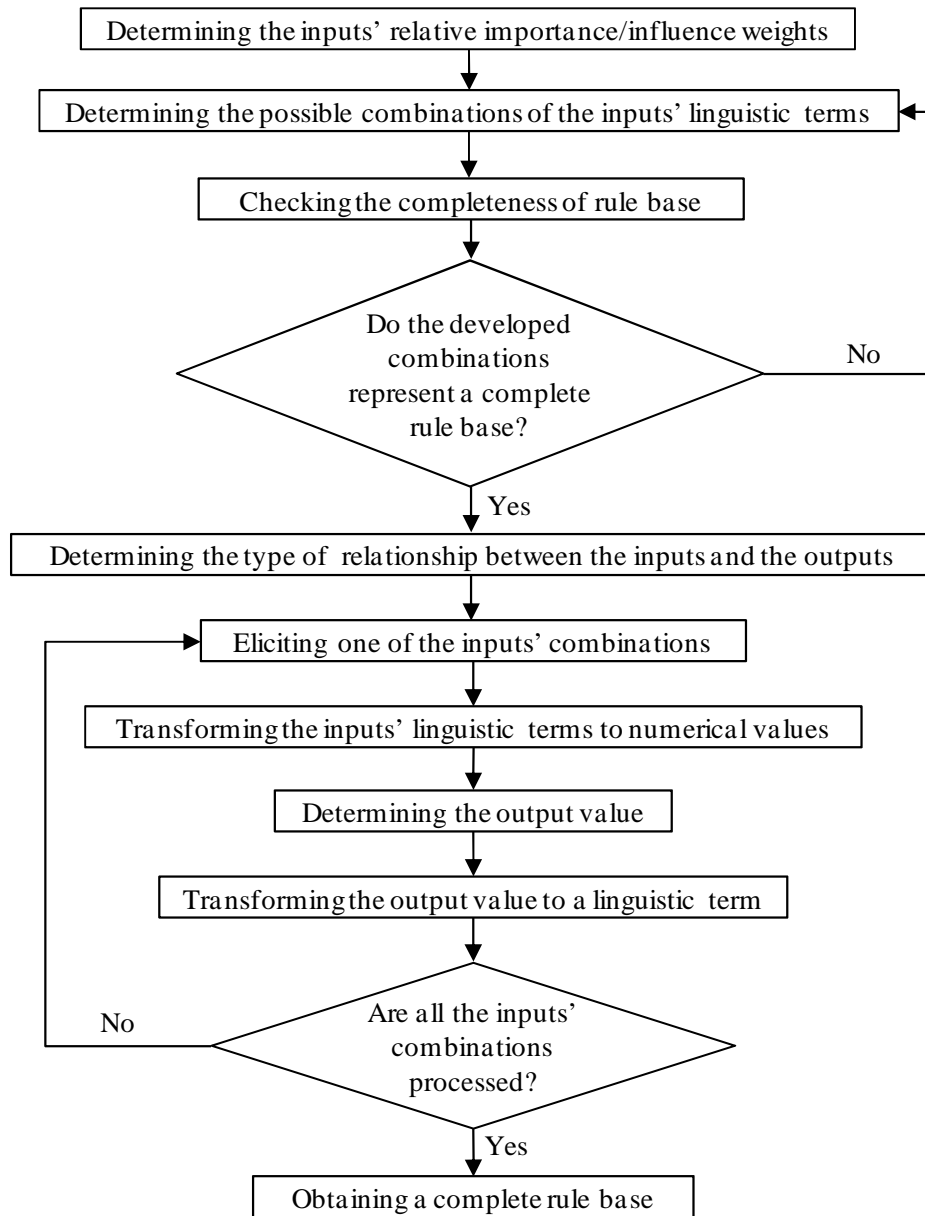 Determining the inputs’ relative importance/influence weights
Determining the possible combinations of the inputs’ linguistic terms
Checking the completeness of rule base
Do the developed
combinations
represent a complete
rule base?
No
Yes
Determining the type of relationship between the inputs and the outputs
Eliciting one of the inputs’ combinations
Transforming the inputs’ linguistic terms to numerical values
Determining the output value
Transforming the output value to a linguistic term
No
Are all the inputs’
combinations
processed?
Yes
Obtaining a complete rule base